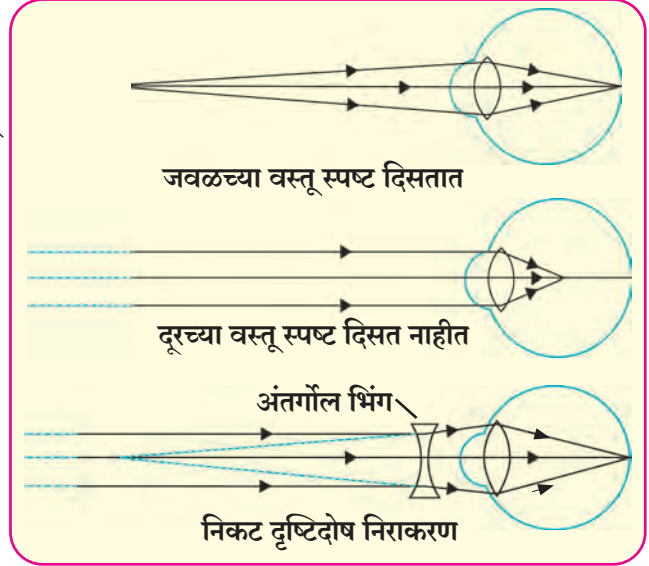 जवळच्या वस्तू स्पष्ट दिसतात
दूरच्या वस्तू स्पष्ट दिसत नाहीत
अंतर्गोल भिंग
निकट दृष्टिदोष निराकरण